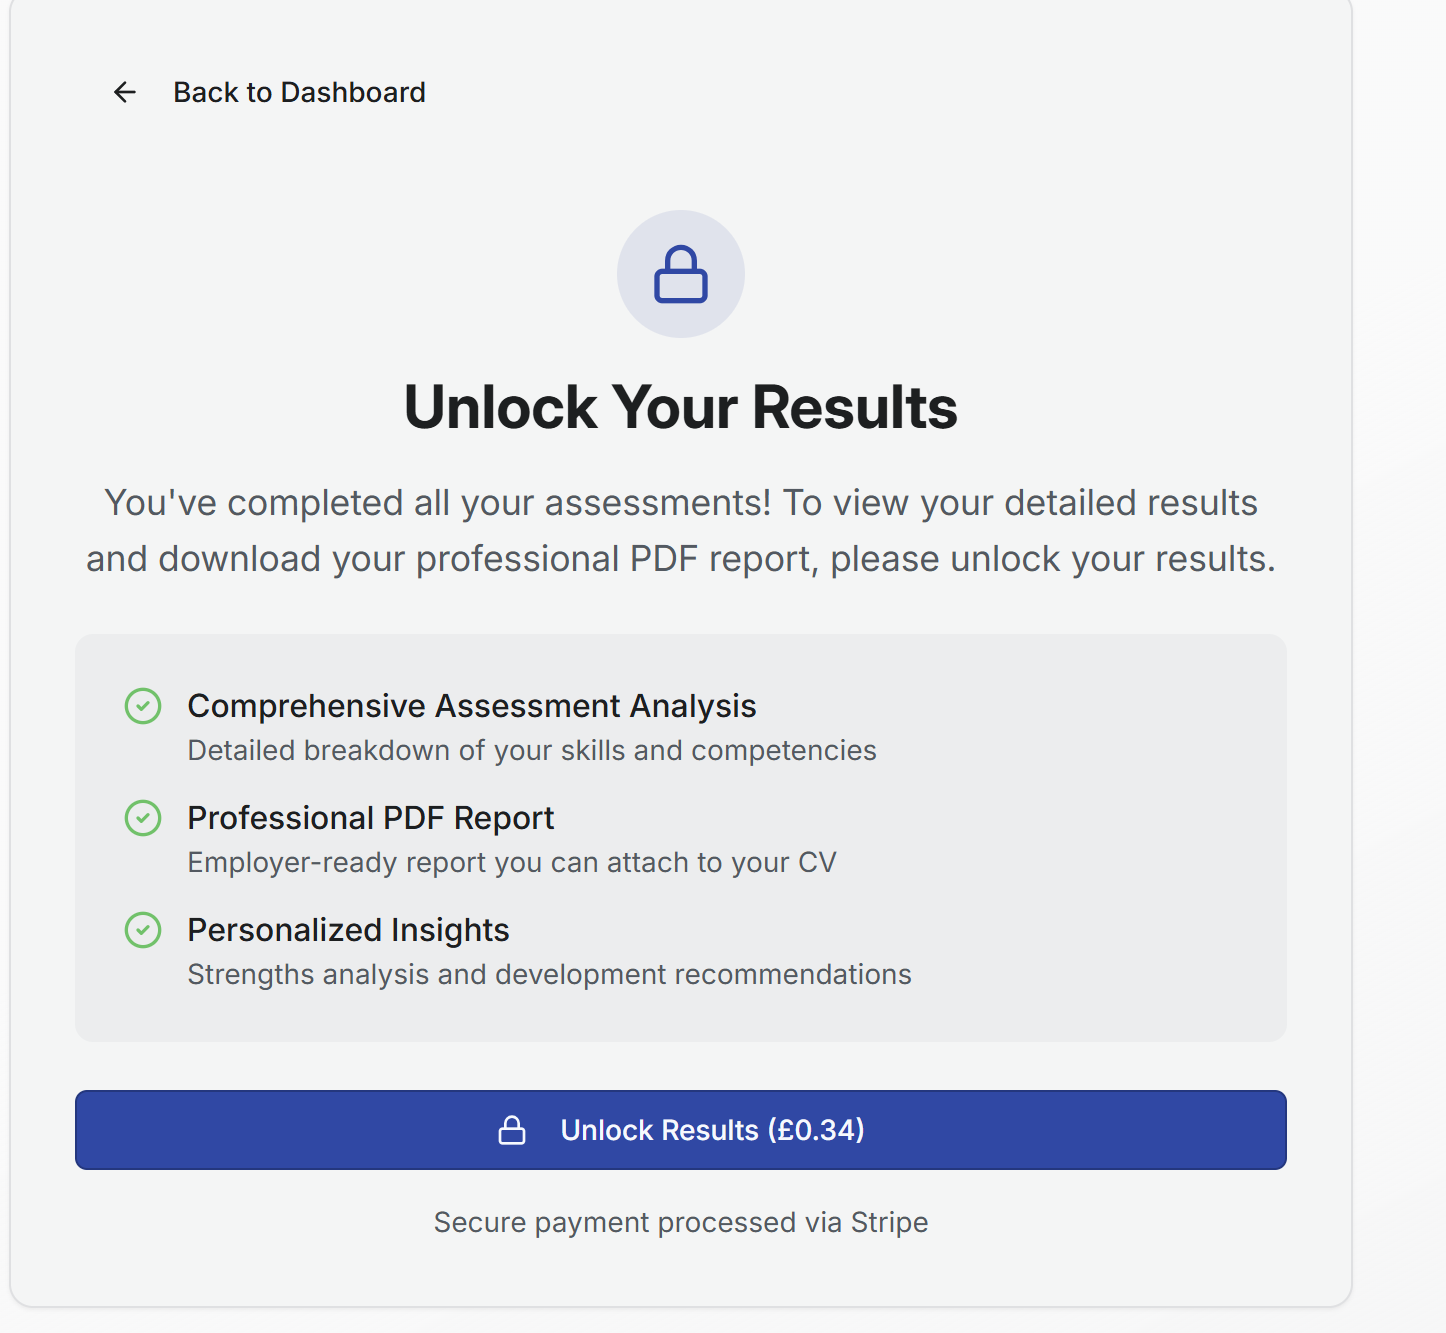 Back to Dashboard
Unlock Your Results
You've completed all your assessments! To view your detailed results
and download your professional PDF report, please unlock your results.
Comprehensive Assessment Analysis
Detailed breakdown of your skills and competencies
Professional PDF Report
Employer-ready report you can attach to your CV
Personalized Insights
Strengths analysis and development recommendations
Unlock Results (£0.34)
Secure payment processed via Stripe